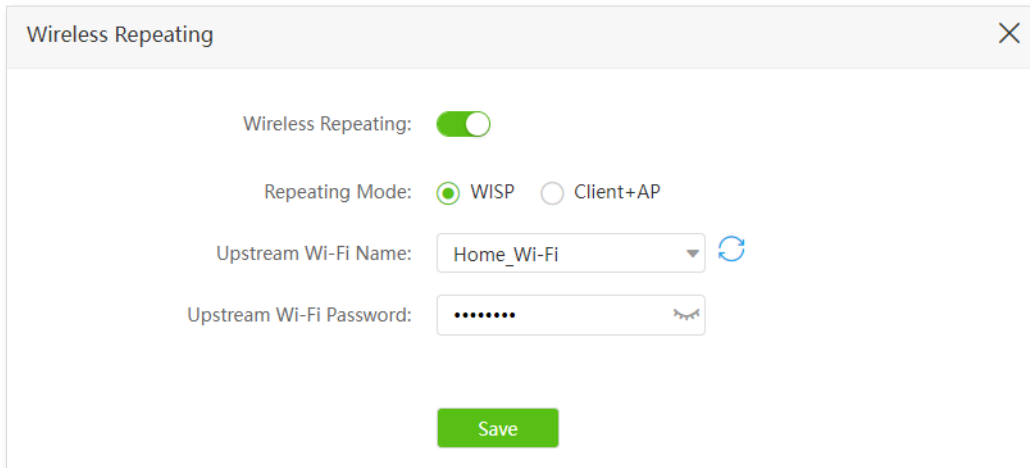 Wireless Repeating
Wireless Repeating:
Repeating Mode: WISP Client+AP
Upstream Wi-Fi Name: Home_Wi-Fi
Upstream Wi-Fi Password: ••••••••
Save